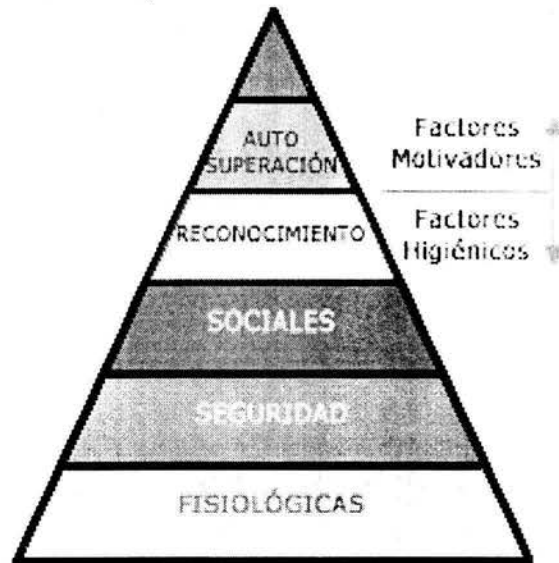 AUTO
SUPERACIÓN
Factores
Motivadores
RECONOCIMIENTO
Factores
Higiénicos
SOCIALES
SEGURIDAD
FISIOLÓGICAS